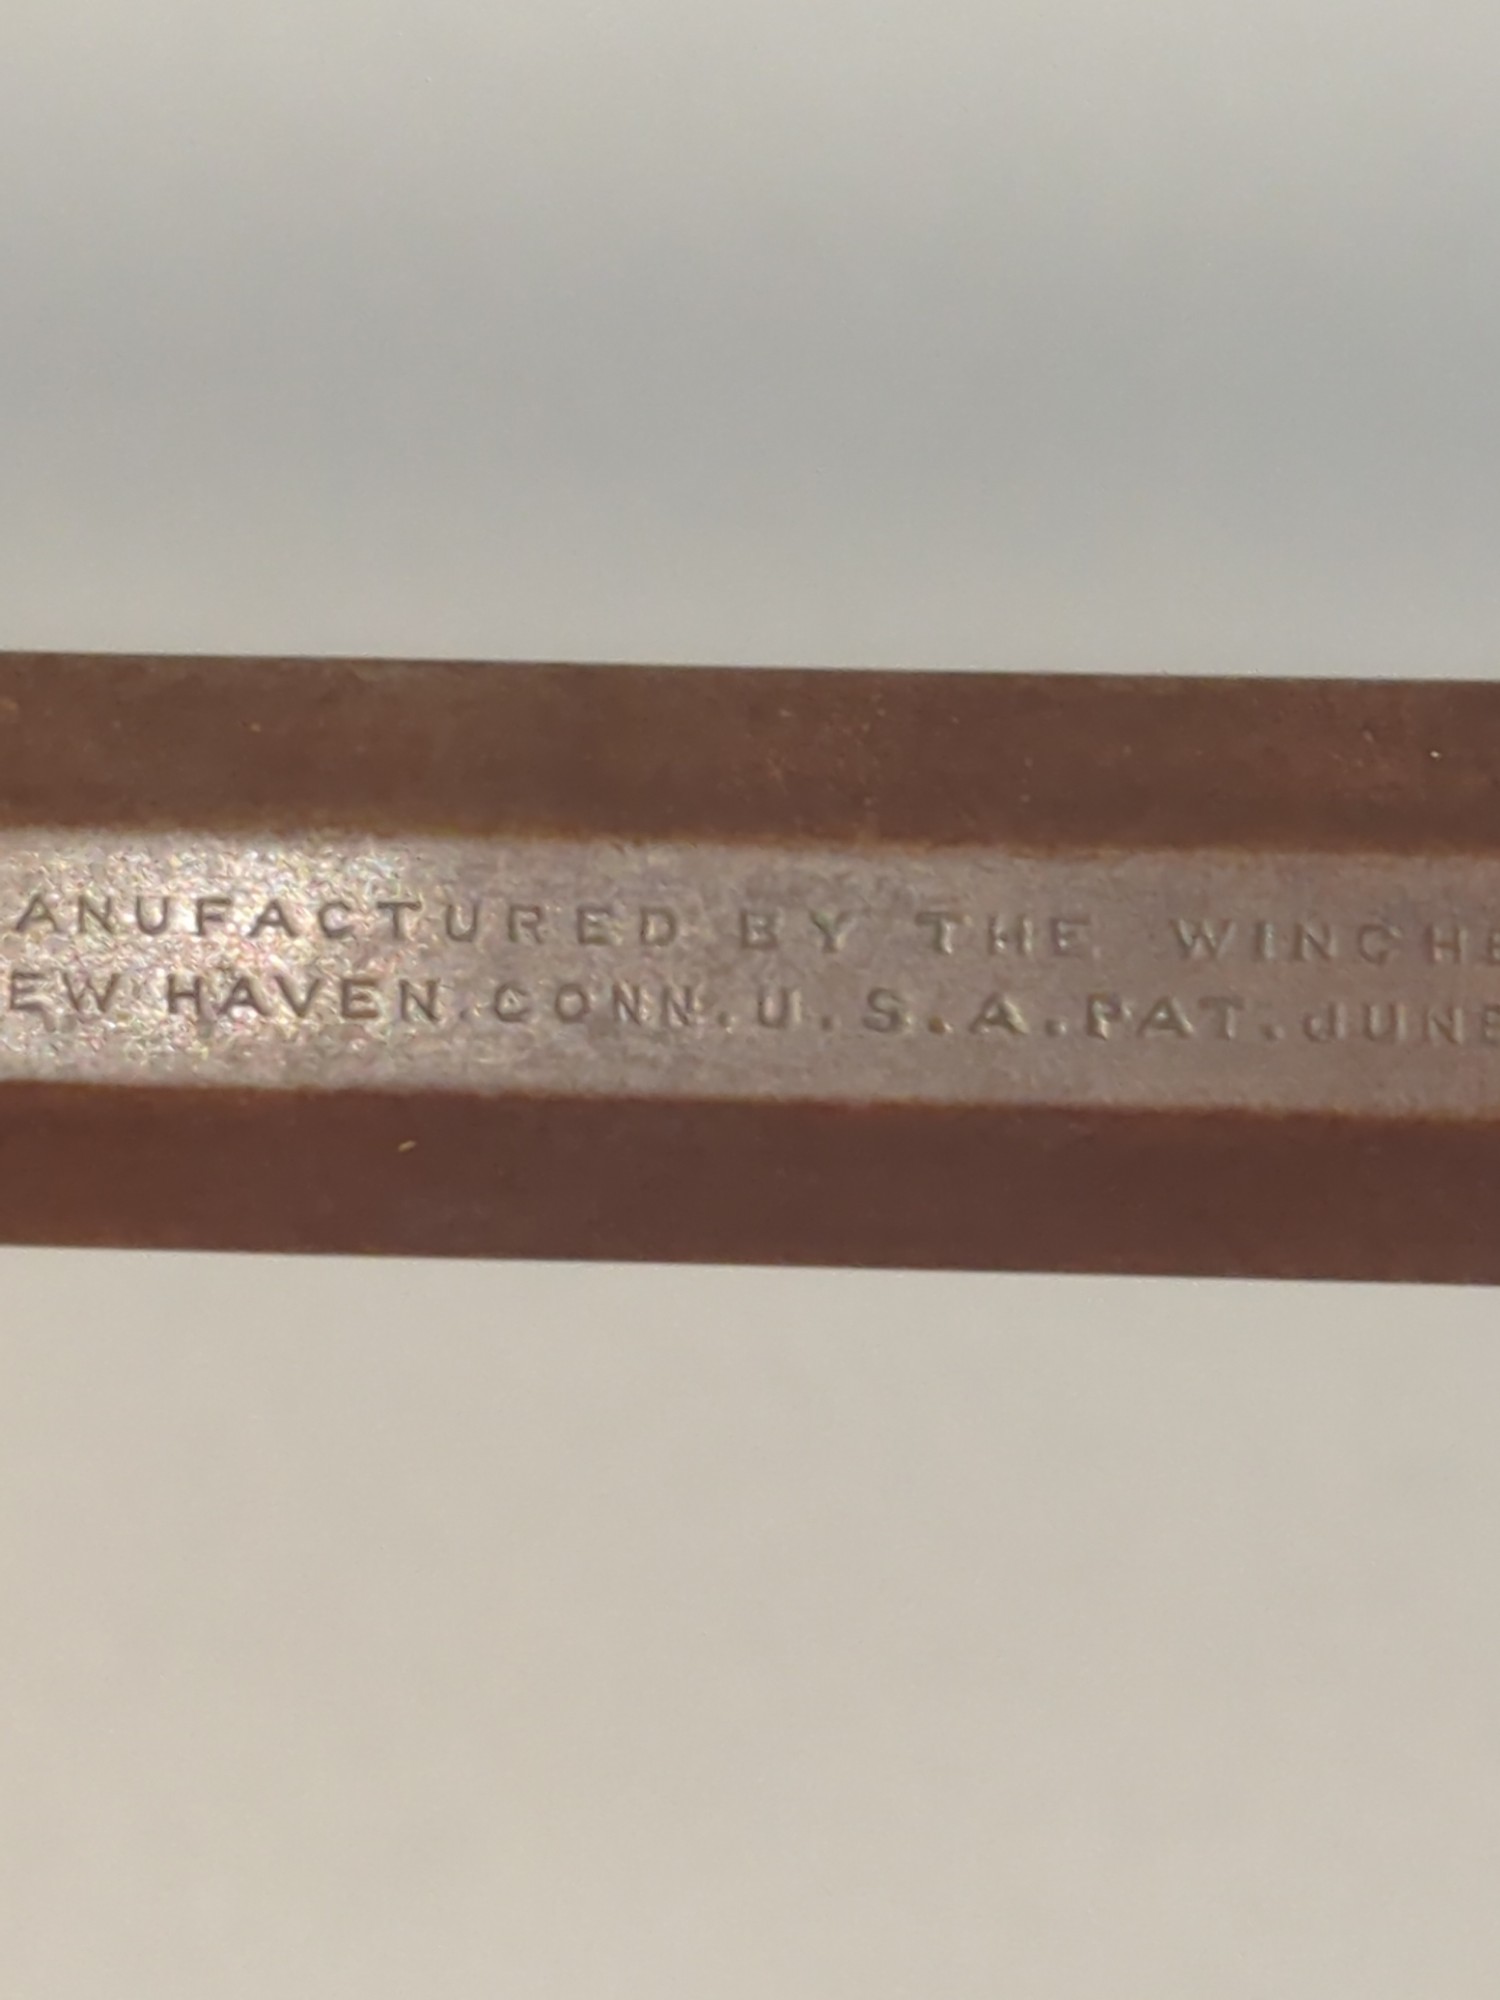 ANUFACTURED BY THE WINCHE
EW HAVEN.CONN.U.S.A.PAT.JUNE